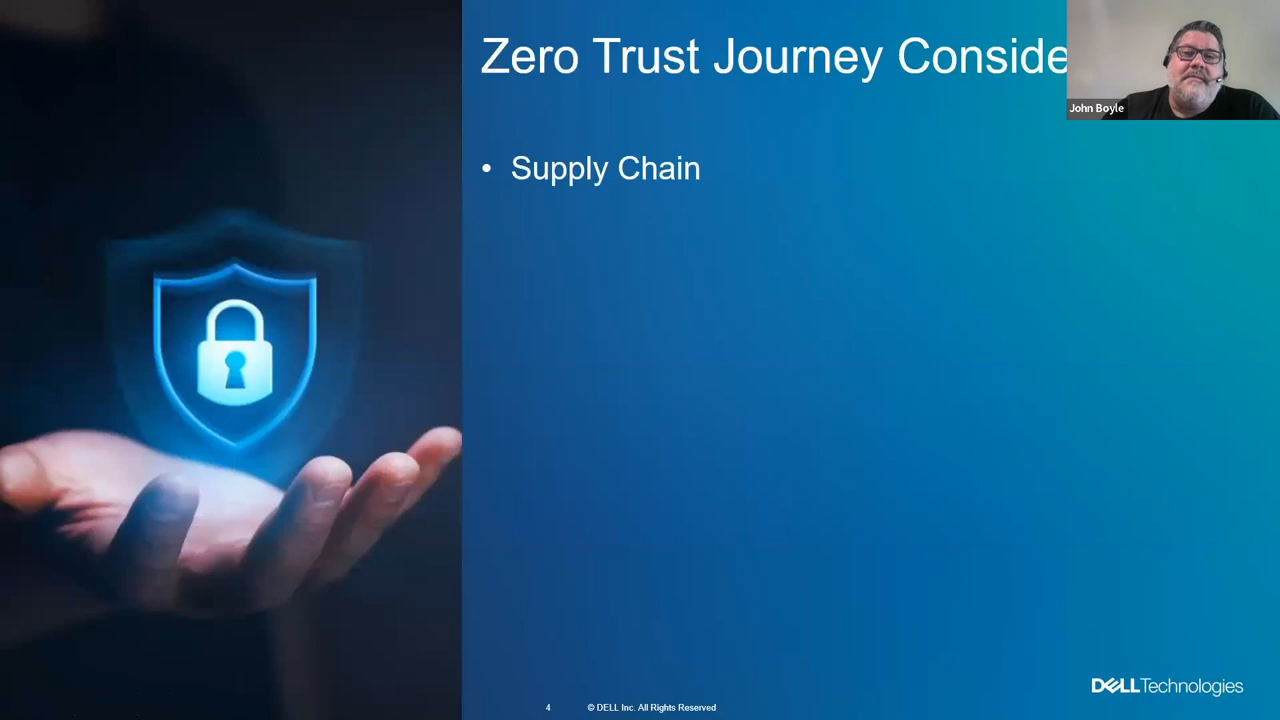 Zero Trust Journey Conside
John Boyle
• Supply Chain
DELLTechnologies
4
© DELL Inc. All Rights Reserved